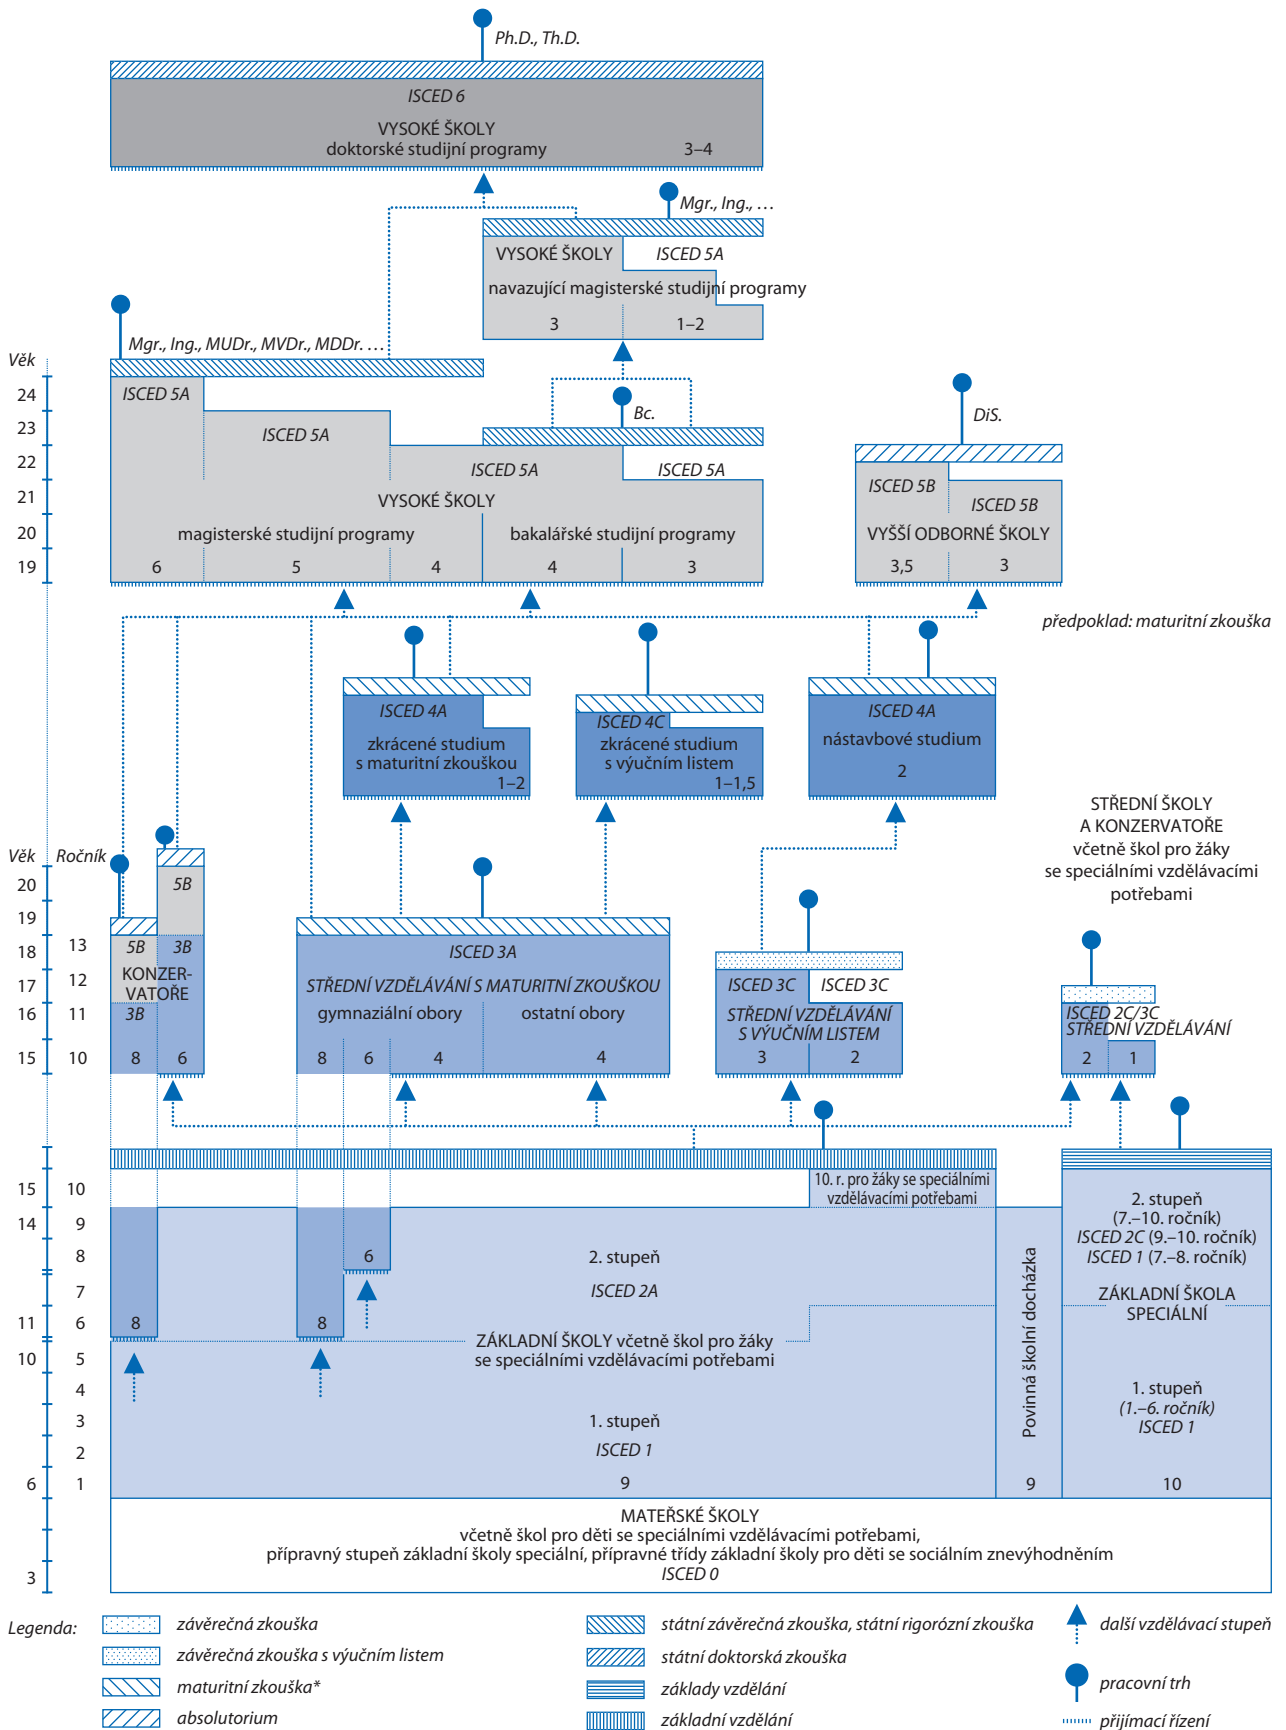 Ph.D., Th.D.
ISCED 6
VYSOKÉ ŠKOLY
doktorské studijní programy 3–4
Mgr., Ing., …
VYSOKÉ ŠKOLY ISCED 5A
navazující magisterské studijní programy
3 1–2
Mgr., Ing., MUDr., MVDr., MDDr. …
Věk
24
23
22
21
20
19
ISCED 5A
ISCED 5A
ISCED 5A
Bc.
ISCED 5A
VYSOKÉ ŠKOLY
magisterské studijní programy
bakalářské studijní programy
6 5 4 4 3
DiS.
ISCED 5B
ISCED 5B
VYŠŠÍ ODBORNÉ ŠKOLY
3,5 3
předpoklad: maturitní zkouška
ISCED 4A
zkrácené studium
s maturitní zkouškou
1–2
ISCED 4C
zkrácené studium
s výučním listem
1–1,5
ISCED 4A
nástavbové studium
2
STŘEDNÍ ŠKOLY
A KONZERVATOŘE
včetně škol pro žáky
se speciálními vzdělávacími
potřebami
Věk Ročník
20
19
18 13
17 12
16 11
15 10
5B
5B 3B
KONZER-
VATOŘE
3B
8 6
ISCED 3A
STŘEDNÍ VZDĚLÁVÁNÍ S MATURITNÍ ZKOUŠKOU
gymnaziální obory ostatní obory
8 6 4 4
ISCED 3C ISCED 3C
STŘEDNÍ VZDĚLÁVÁNÍ
S VÝUČNÍM LISTEM
3 2
ISCED 2C/3C
STŘEDNÍ VZDĚLÁVÁNÍ
2 1
15 10
14 9
8
7
11 6
10 5
4
3
2
6 1
3
10. r. pro žáky se speciálními
vzdělávacími potřebami
8
8
6
2. stupeň
ISCED 2A
ZÁKLADNÍ ŠKOLY včetně škol pro žáky
se speciálními vzdělávacími potřebami
1. stupeň
ISCED 1
9
Povinná školní docházka
9
2. stupeň
(7.–10. ročník)
ISCED 2C (9.–10. ročník)
ISCED 1 (7.–8. ročník)
ZÁKLADNÍ ŠKOLA
SPECIÁLNÍ
1. stupeň
(1.–6. ročník)
ISCED 1
10
MATEŘSKÉ ŠKOLY
včetně škol pro děti se speciálními vzdělávacími potřebami,
přípravný stupeň základní školy speciální, přípravné třídy základní školy pro děti se sociálním znevýhodněním
ISCED 0
Legenda:
závěrečná zkouška
závěrečná zkouška s výučním listem
maturitní zkouška*
absolutorium
státní závěrečná zkouška, státní rigorózní zkouška
státní doktorská zkouška
základy vzdělání
základní vzdělání
další vzdělávací stupeň
pracovní trh
přijímací řízení